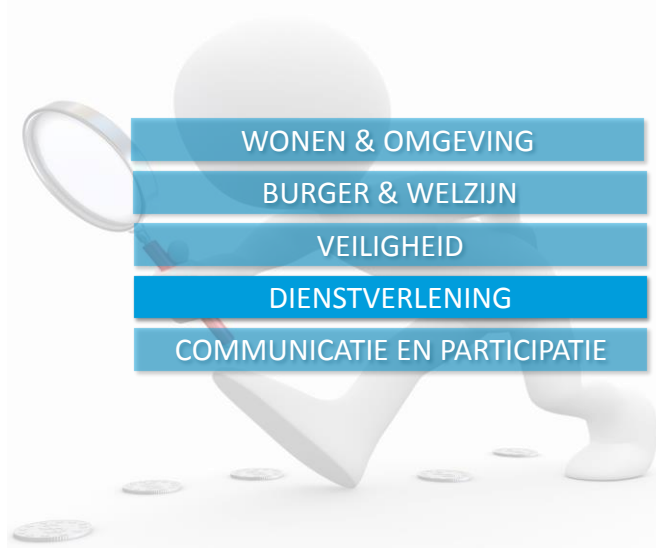 WONEN & OMGEVING
BURGER & WELZIJN
VEILIGHEID
DIENSTVERLENING
COMMUNICATIE EN PARTICIPATIE